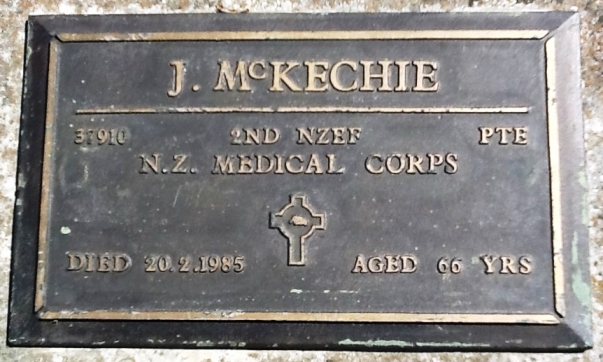 J. McKECHIE
37910 2ND NZEF PTE
N.Z. MEDICAL CORPS
DIED 20.2.1985 AGED 66 YRS